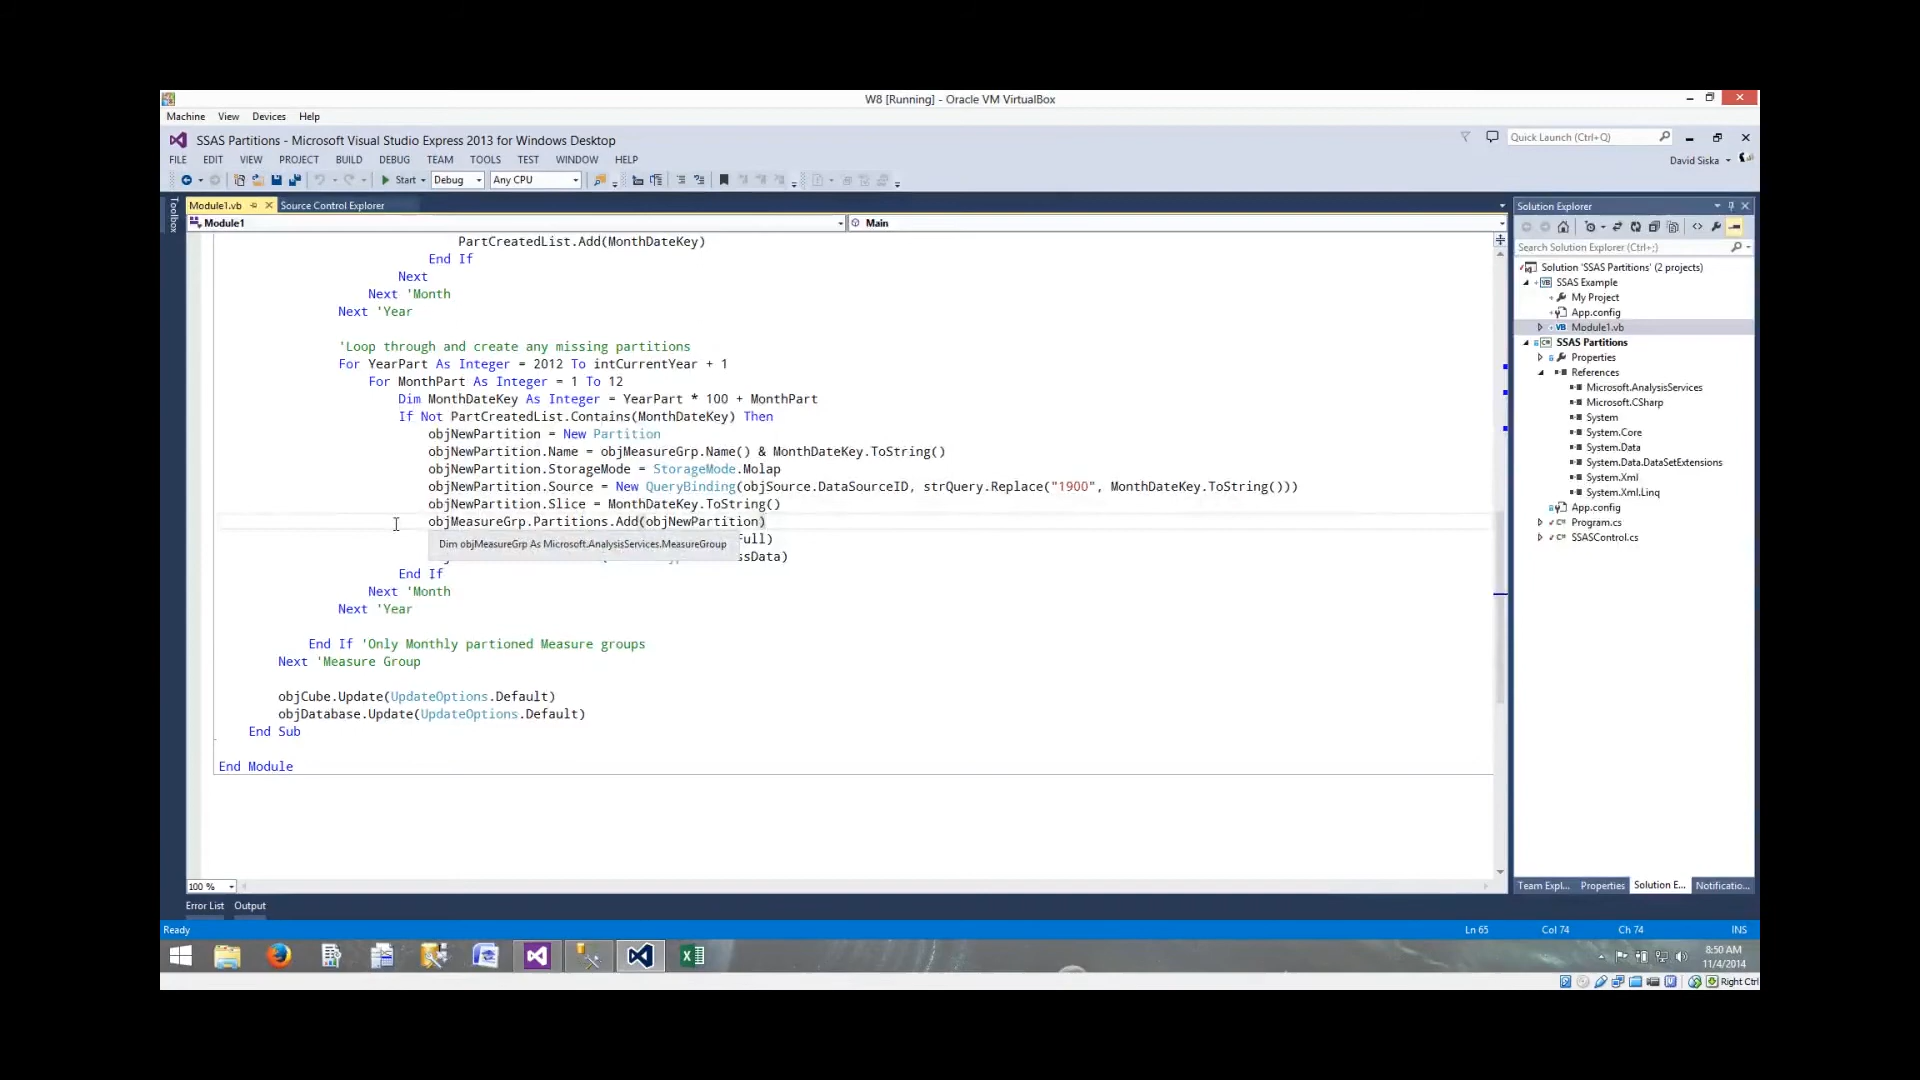 W8 [Running] - Oracle VM VirtualBox
Machine View Devices Help
SSAS Partitions - Microsoft Visual Studio Express 2013 for Windows Desktop
Quick Launch (Ctrl+Q)
FILE EDIT VIEW PROJECT BUILD DEBUG TEAM TOOLS TEST WINDOW HELP
David Siska
Start Debug Any CPU
Toolbox
Module1.vb Source Control Explorer
Module1 Main
PartCreatedList.Add(MonthDateKey)
End If
Next
Next 'Month
Next 'Year
'Loop through and create any missing partitions
For YearPart As Integer = 2012 To intCurrentYear + 1
For MonthPart As Integer = 1 To 12
Dim MonthDateKey As Integer = YearPart * 100 + MonthPart
If Not PartCreatedList.Contains(MonthDateKey) Then
objNewPartition = New Partition
objNewPartition.Name = objMeasureGrp.Name() & MonthDateKey.ToString()
objNewPartition.StorageMode = StorageMode.Molap
objNewPartition.Source = New QueryBinding(objSource.DataSourceID, strQuery.Replace("1900", MonthDateKey.ToString()))
objNewPartition.Slice = MonthDateKey.ToString()
objMeasureGrp.Partitions.Add(objNewPartition)
Full)
Dim objMeasureGrp As Microsoft.AnalysisServices.MeasureGroup
ssData)
End If
Next 'Month
Next 'Year
End If 'Only Monthly partioned Measure groups
Next 'Measure Group
objCube.Update(UpdateOptions.Default)
objDatabase.Update(UpdateOptions.Default)
End Sub
End Module
100 %
Solution Explorer
Search Solution Explorer (Ctrl+;)
Solution 'SSAS Partitions' (2 projects)
SSAS Example
My Project
App.config
Module1.vb
SSAS Partitions
Properties
References
Microsoft.AnalysisServices
Microsoft.CSharp
System
System.Core
System.Data
System.Data.DataSetExtensions
System.Xml
System.Xml.Linq
App.config
Program.cs
SSASControl.cs
Team Expl... Properties Solution E... Notificatio...
Error List Output
Ready Ln 65 Col 74 Ch 74 INS
8:50 AM
11/4/2014
Right Ctrl